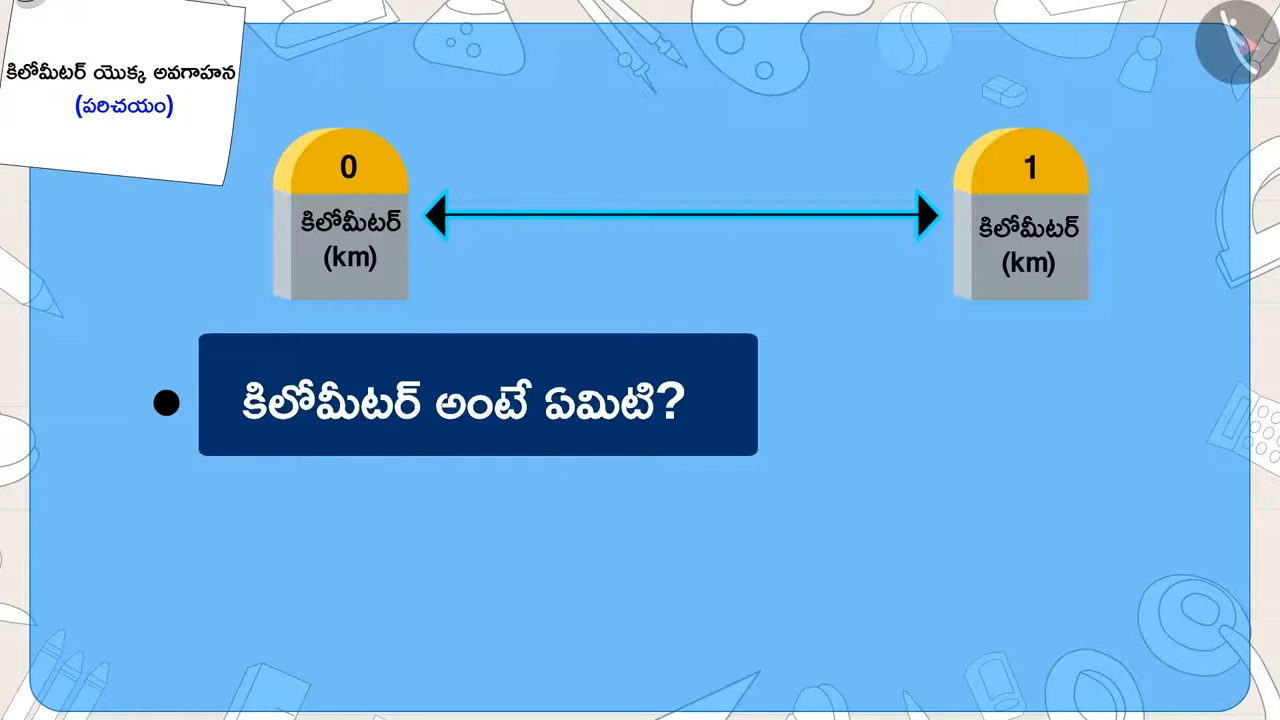 కిలోమీటర్ యొక్క అవగాహన
(పరిచయం)
0
కిలోమీటర్
(km)
1
కిలోమీటర్
(km)
కిలోమీటర్ అంటే ఏమిటి?